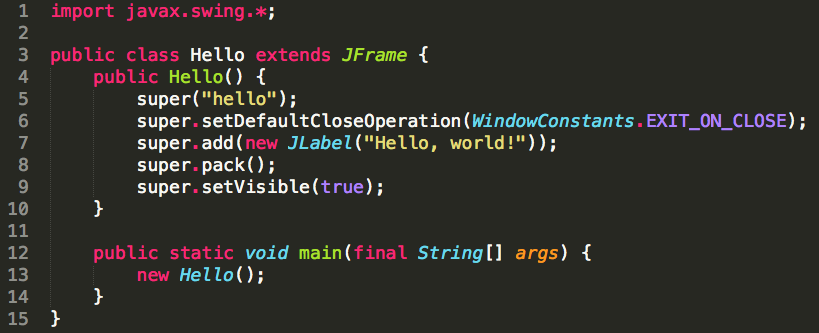 1 import javax.swing.*;
2
3 public class Hello extends JFrame {
4     public Hello() {
5         super("hello");
6         super.setDefaultCloseOperation(WindowConstants.EXIT_ON_CLOSE);
7         super.add(new JLabel("Hello, world!"));
8         super.pack();
9         super.setVisible(true);
10     }
11
12     public static void main(final String[] args) {
13         new Hello();
14     }
15 }